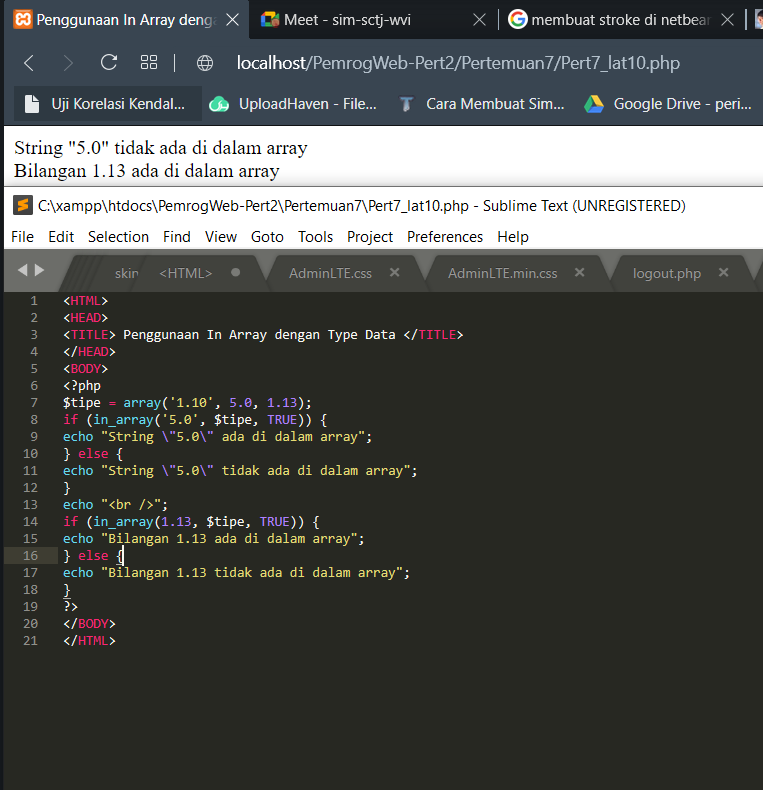 Penggunaan In Array deng
Meet - sim-sctj-wvi
membuat stroke di netbear
localhost/PemrogWeb-Pert2/Pertemuan7/Pert7_lat10.php
Uji Korelasi Kendal...
UploadHaven - File...
Cara Membuat Sim...
Google Drive - peri...
String "5.0" tidak ada di dalam array
Bilangan 1.13 ada di dalam array
C:\xampp\htdocs\PemrogWeb-Pert2\Pertemuan7\Pert7_lat10.php - Sublime Text (UNREGISTERED)
File Edit Selection Find View Goto Tools Project Preferences Help
skin <HTML> AdminLTE.css AdminLTE.min.css logout.php
1 <HTML>
2 <HEAD>
3 <TITLE> Penggunaan In Array dengan Type Data </TITLE>
4 </HEAD>
5 <BODY>
6 <?php
7 $tipe = array('1.10', 5.0, 1.13);
8 if (in_array('5.0', $tipe, TRUE)) {
9 echo "String \"5.0\" ada di dalam array";
10 } else {
11 echo "String \"5.0\" tidak ada di dalam array";
12 }
13 echo "<br />";
14 if (in_array(1.13, $tipe, TRUE)) {
15 echo "Bilangan 1.13 ada di dalam array";
16 } else {
17 echo "Bilangan 1.13 tidak ada di dalam array";
18 }
19 ?>
20 </BODY>
21 </HTML>